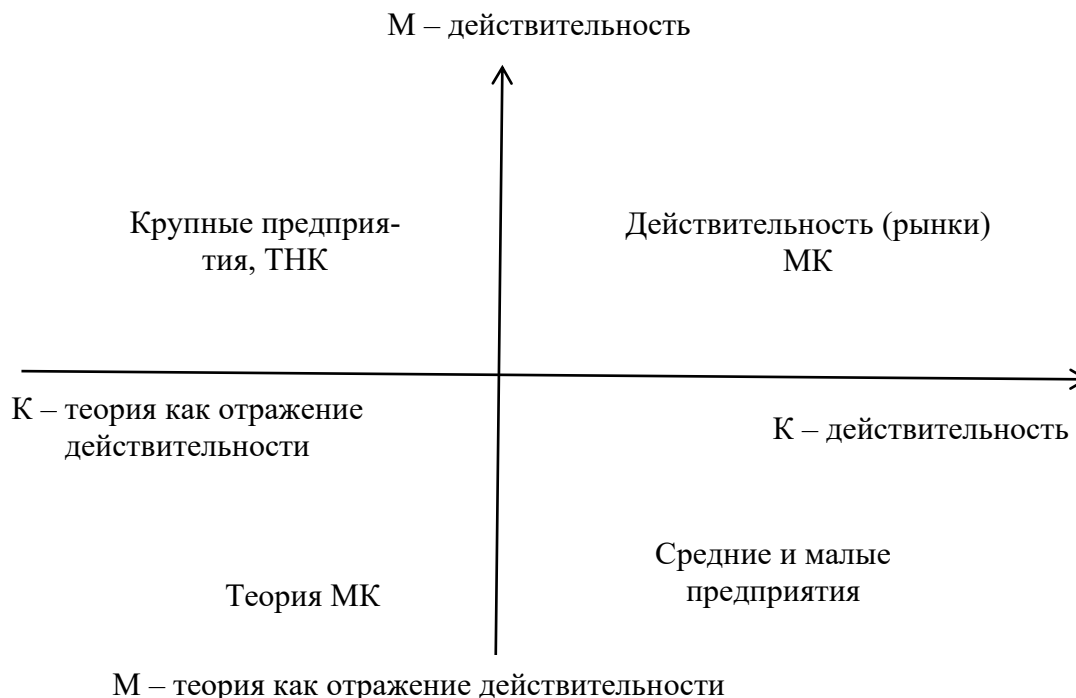 М – действительность
Крупные предприя-
тия, ТНК
Действительность (рынки)
МК
К – теория как отражение
действительности
К – действительность
Теория МК
Средние и малые
предприятия
М – теория как отражение действительности